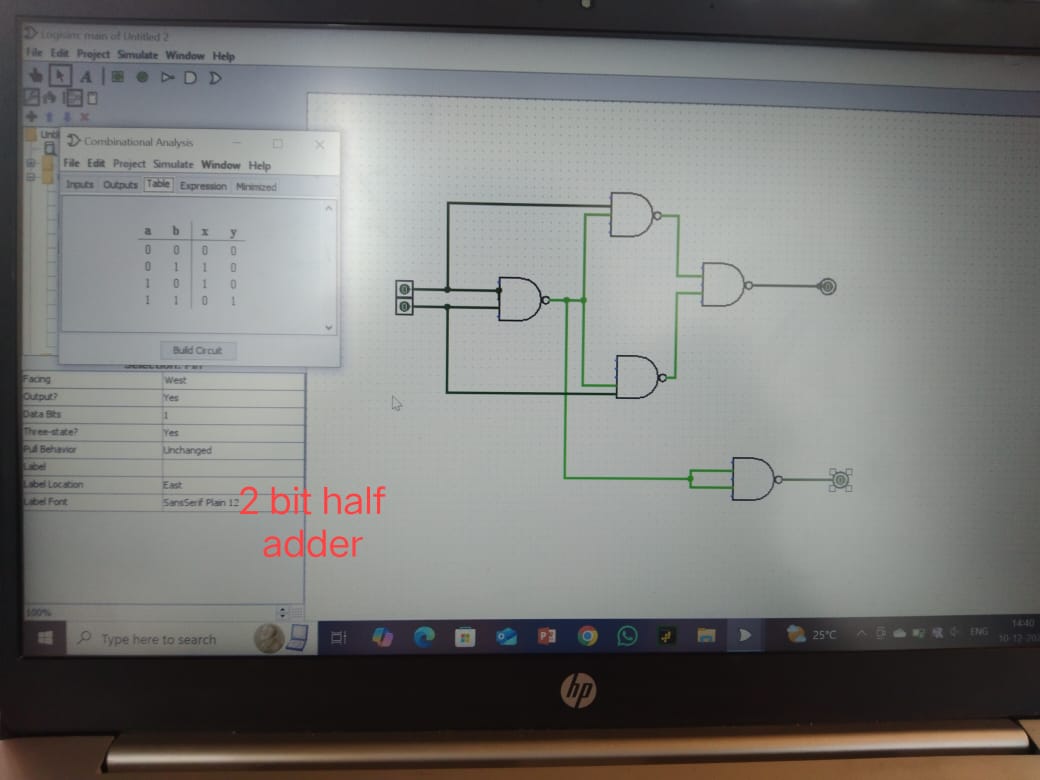 Logisim: main of Untitled 2
File Edit Project Simulate Window Help
A
Combinational Analysis
File Edit Project Simulate Window Help
Inputs Outputs Table Expression Minimized
a b x y
0 0 0 0
0 1 1 0
1 0 1 0
1 1 0 1
Build Circuit
Selection: Pin
Facing West
Output? Yes
Data Bits 1
Three-state? Yes
Pull Behavior Unchanged
Label
Label Location East
Label Font SansSerif Plain 12
2 bit half
adder
100%
Type here to search
25°C
ENG
14:40
hp